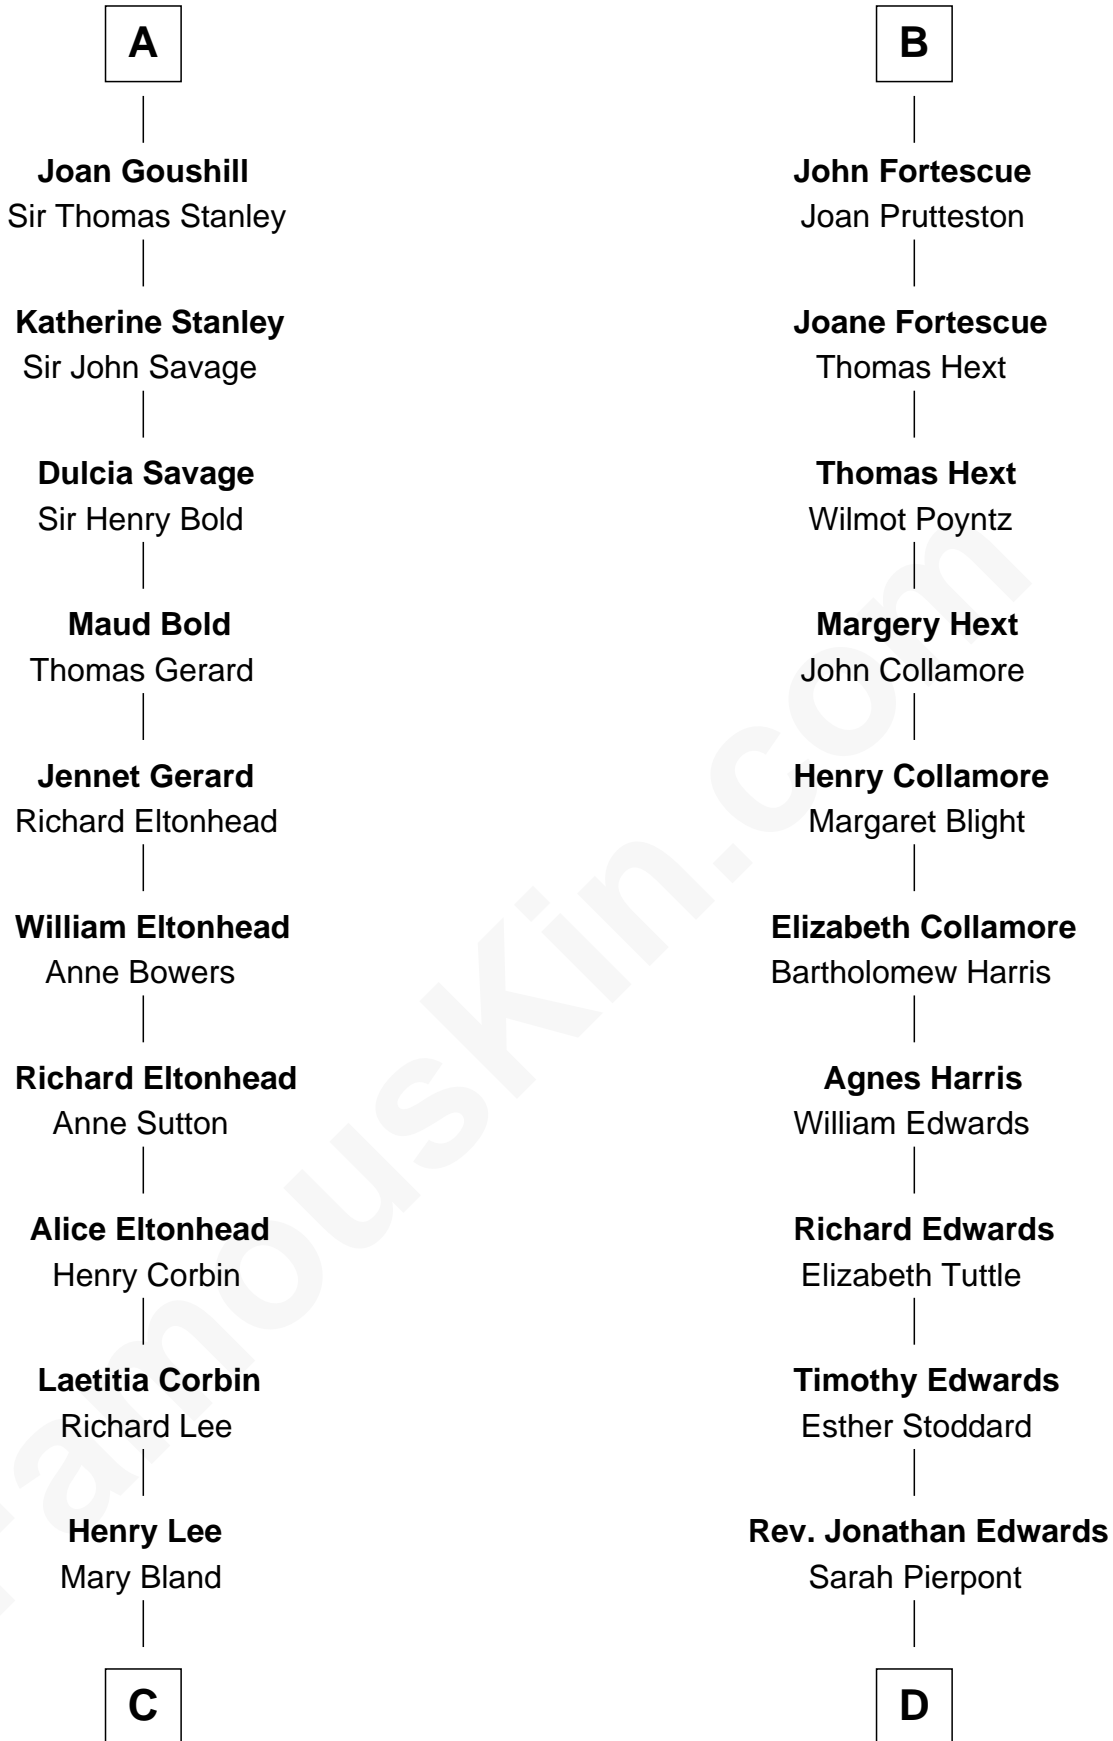 A
Joan Goushill
Sir Thomas Stanley
Katherine Stanley
Sir John Savage
Dulcia Savage
Sir Henry Bold
Maud Bold
Thomas Gerard
Jennet Gerard
Richard Eltonhead
William Eltonhead
Anne Bowers
Richard Eltonhead
Anne Sutton
Alice Eltonhead
Henry Corbin
Laetitia Corbin
Richard Lee
Henry Lee
Mary Bland
C
B
John Fortescue
Joan Prutteston
Joane Fortescue
Thomas Hext
Thomas Hext
Wilmot Poyntz
Margery Hext
John Collamore
Henry Collamore
Margaret Blight
Elizabeth Collamore
Bartholomew Harris
Agnes Harris
William Edwards
Richard Edwards
Elizabeth Tuttle
Timothy Edwards
Esther Stoddard
Rev. Jonathan Edwards
Sarah Pierpont
D
FamousKin.com